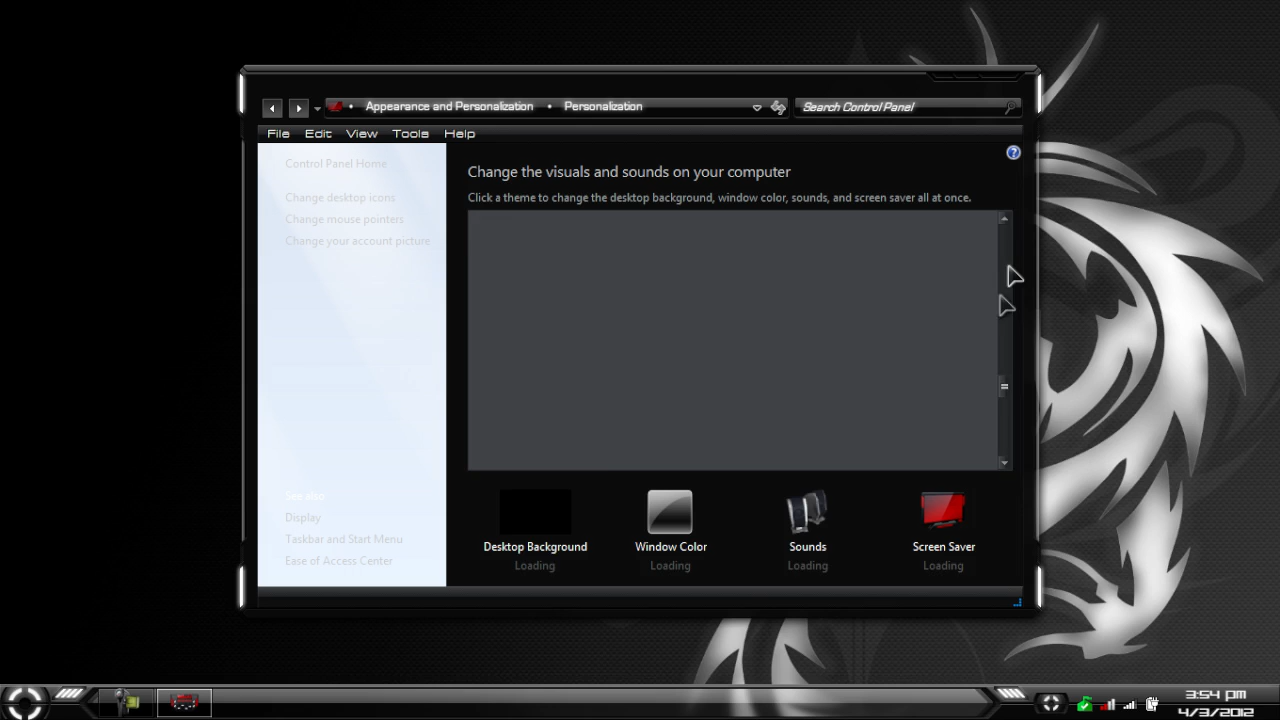 Appearance and Personalization • Personalization
Search Control Panel
File Edit View Tools Help
Control Panel Home
Change desktop icons
Change mouse pointers
Change your account picture
See also
Display
Taskbar and Start Menu
Ease of Access Center
Change the visuals and sounds on your computer
Click a theme to change the desktop background, window color, sounds, and screen saver all at once.
Desktop Background
Loading
Window Color
Loading
Sounds
Loading
Screen Saver
Loading
3:54 pm
4/3/2012